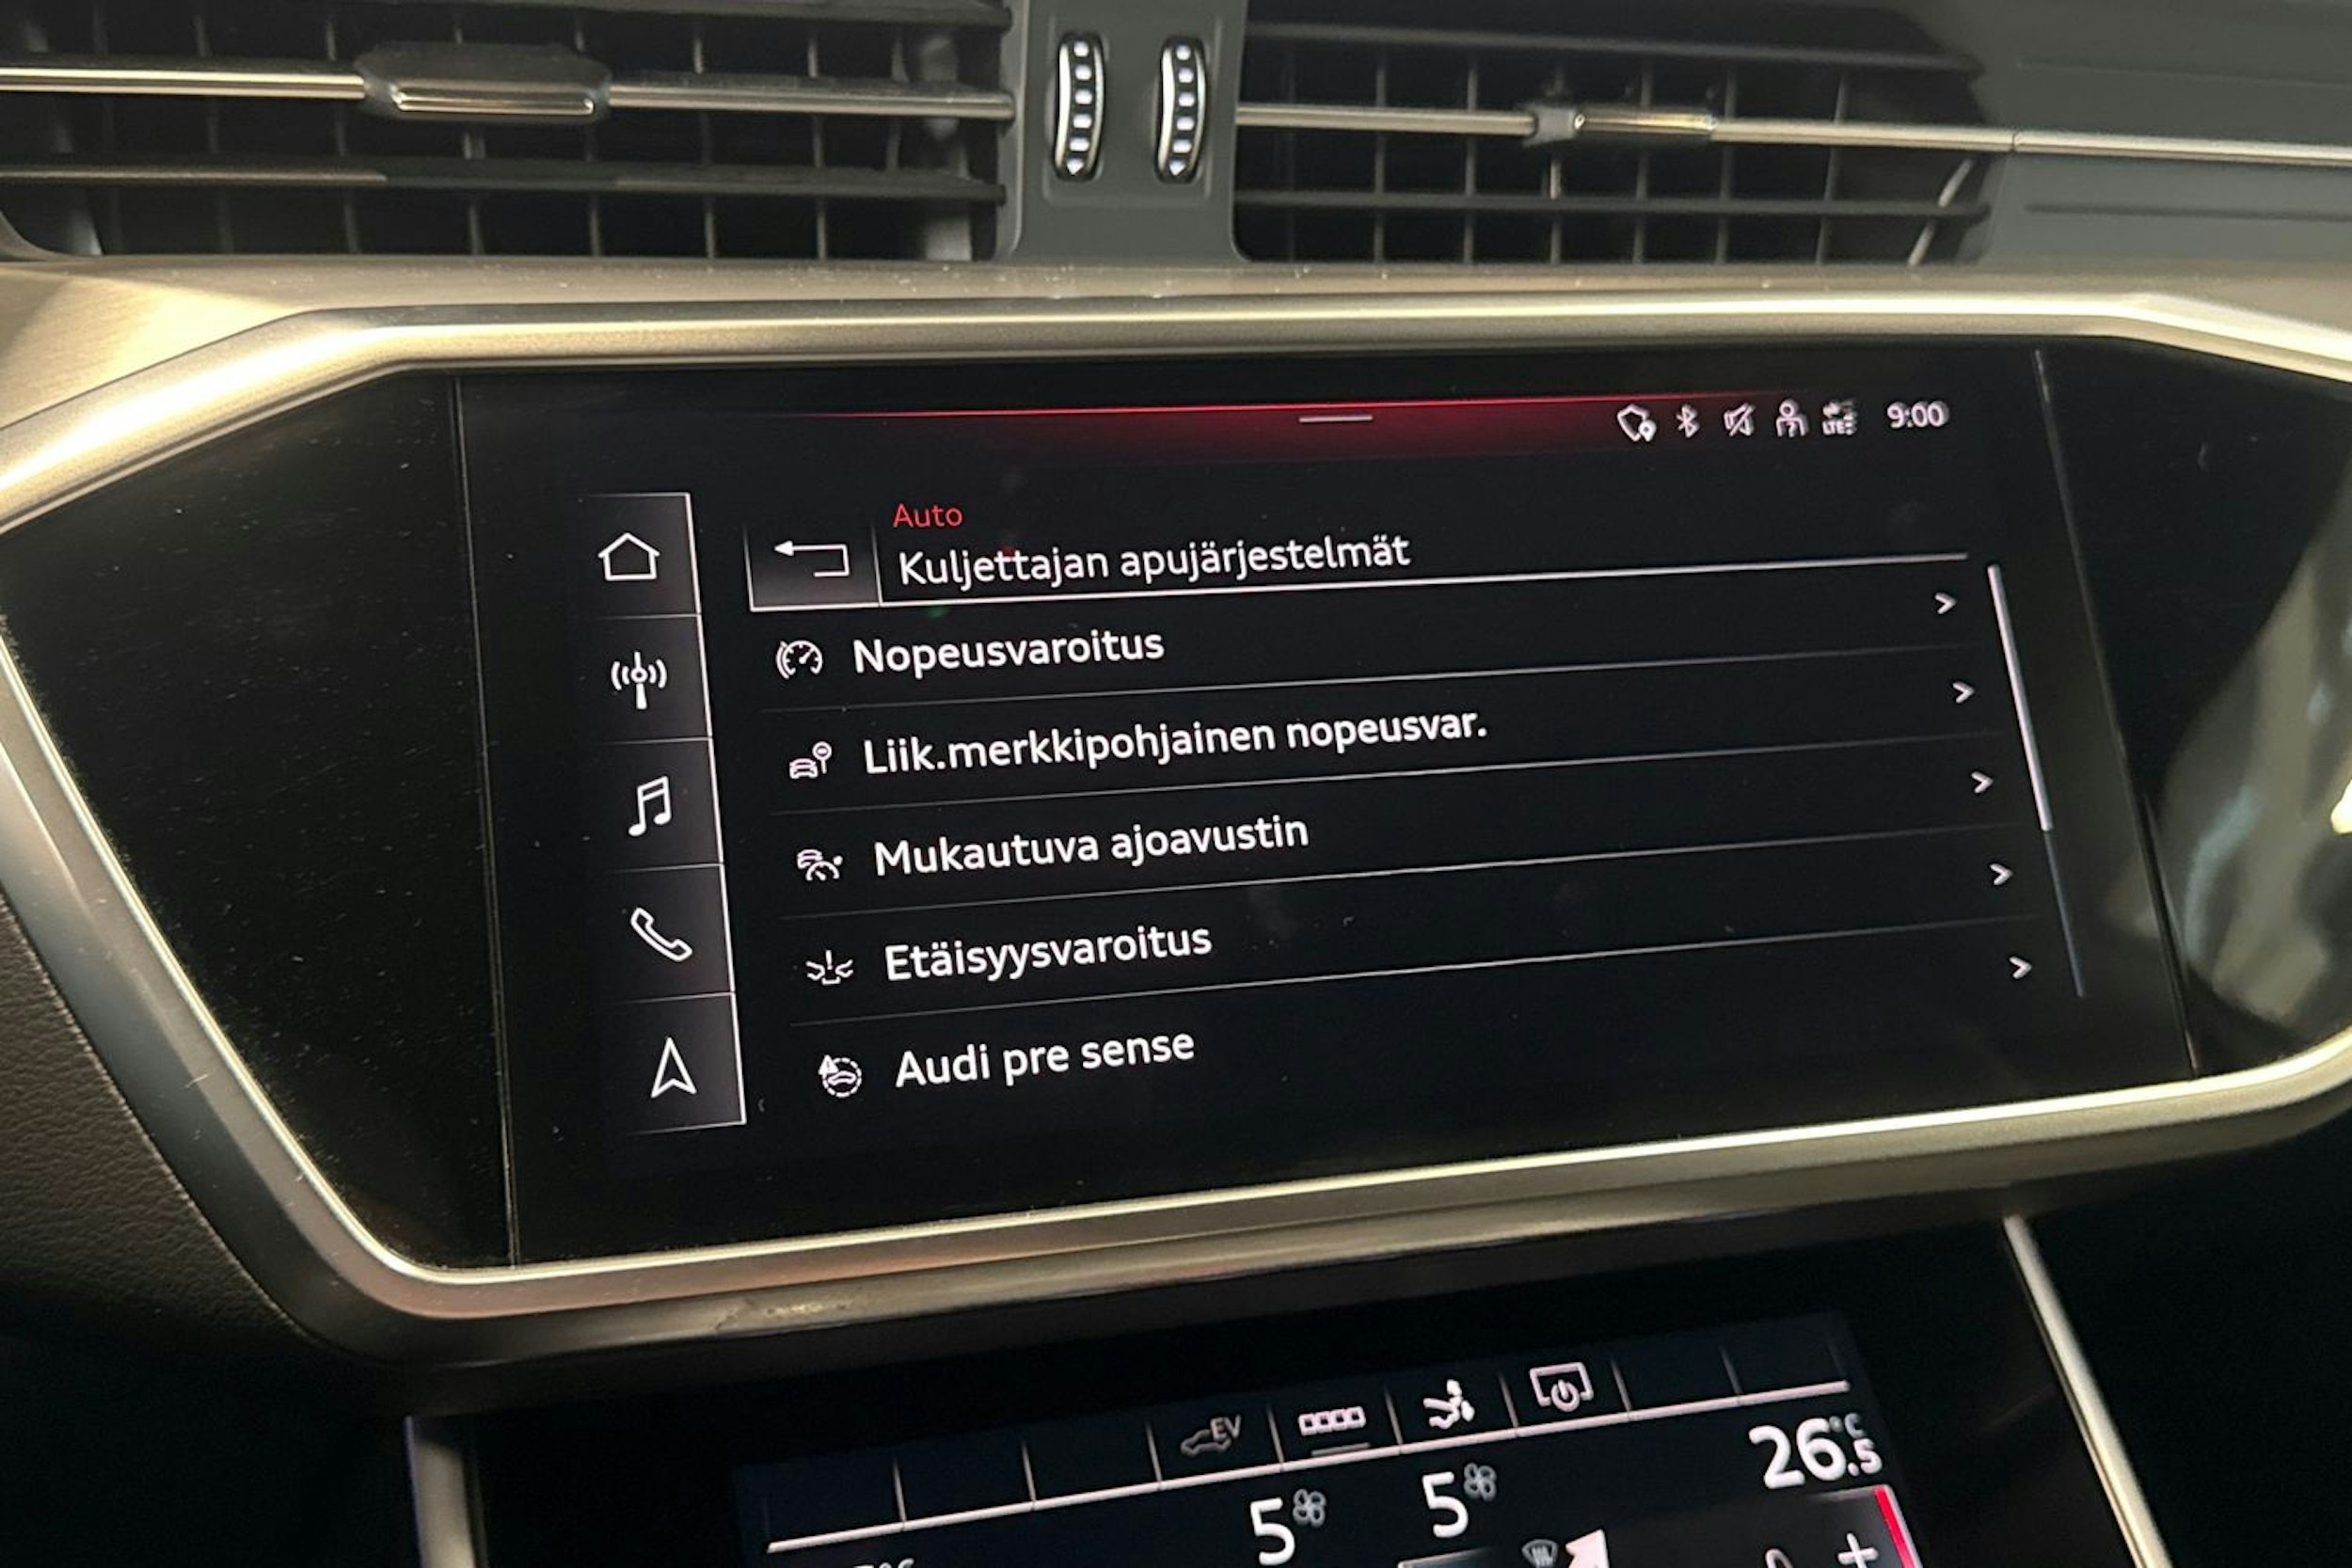 LTE 9:00
Auto
Kuljettajan apujärjestelmät
Nopeusvaroitus
Liik.merkkipohjainen nopeusvar.
Mukautuva ajoavustin
Etäisyysvaroitus
Audi pre sense
EV
5 5 26.5 °C
+